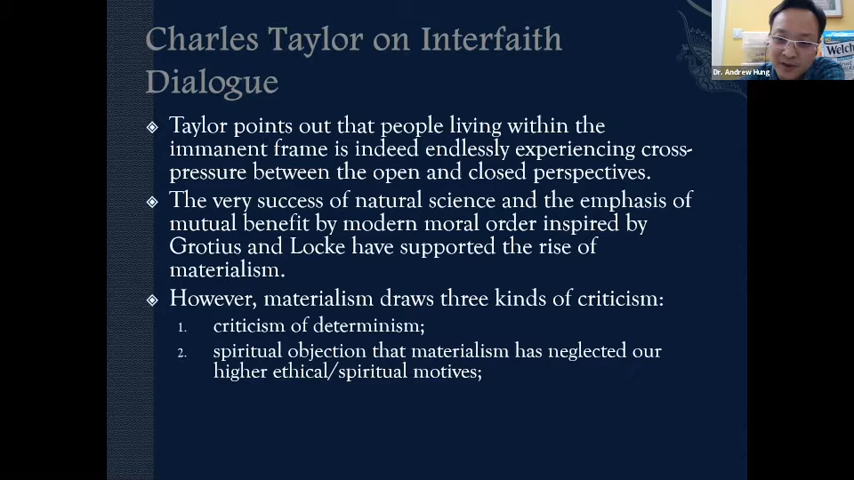 Charles Taylor on Interfaith
Dialogue
Taylor points out that people living within the
immanent frame is indeed endlessly experiencing cross-
pressure between the open and closed perspectives.
The very success of natural science and the emphasis of
mutual benefit by modern moral order inspired by
Grotius and Locke have supported the rise of
materialism.
However, materialism draws three kinds of criticism:
1. criticism of determinism;
2. spiritual objection that materialism has neglected our
higher ethical/spiritual motives;
Dr. Andrew Hung
Welch